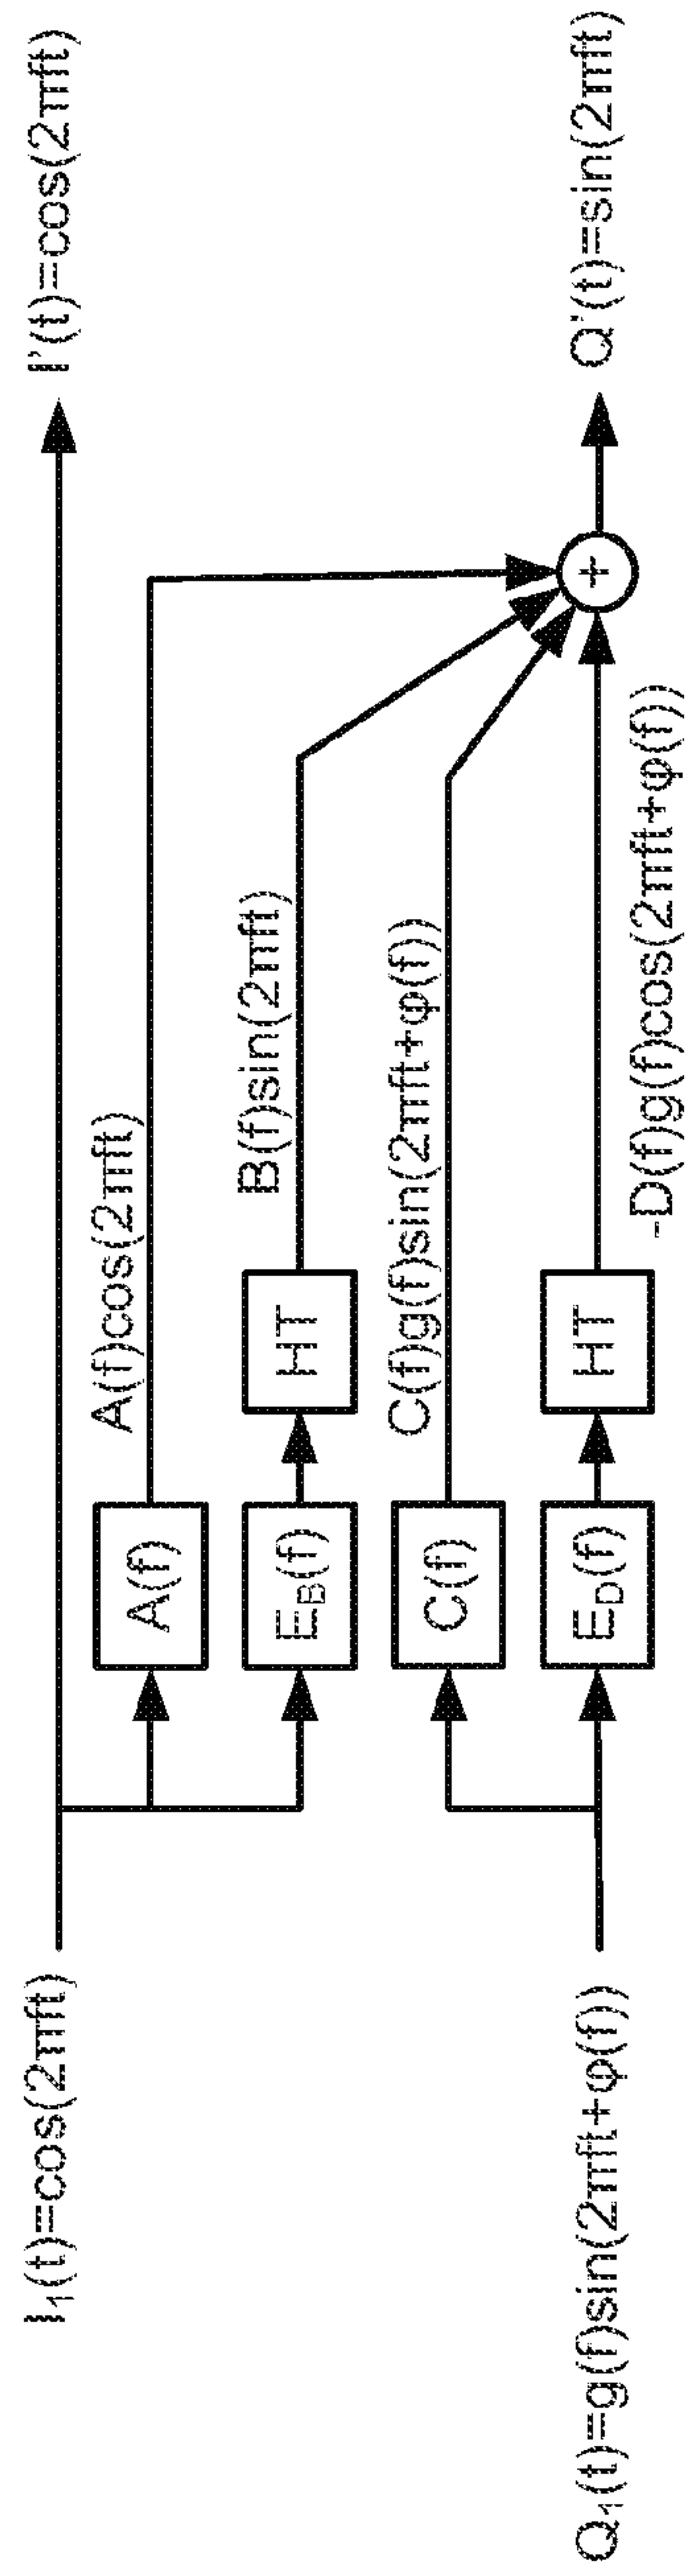 I₁(t)=cos(2πft)
I'(t)=cos(2πft)
A(f)
A(f)cos(2πft)
E_B(f)
HT
B(f)sin(2πft)
C(f)
C(f)g(f)sin(2πft+φ(f))
+
Q₁(t)=g(f)sin(2πft+φ(f))
E_D(f)
HT
-D(f)g(f)cos(2πft+φ(f))
Q'(t)=sin(2πft)